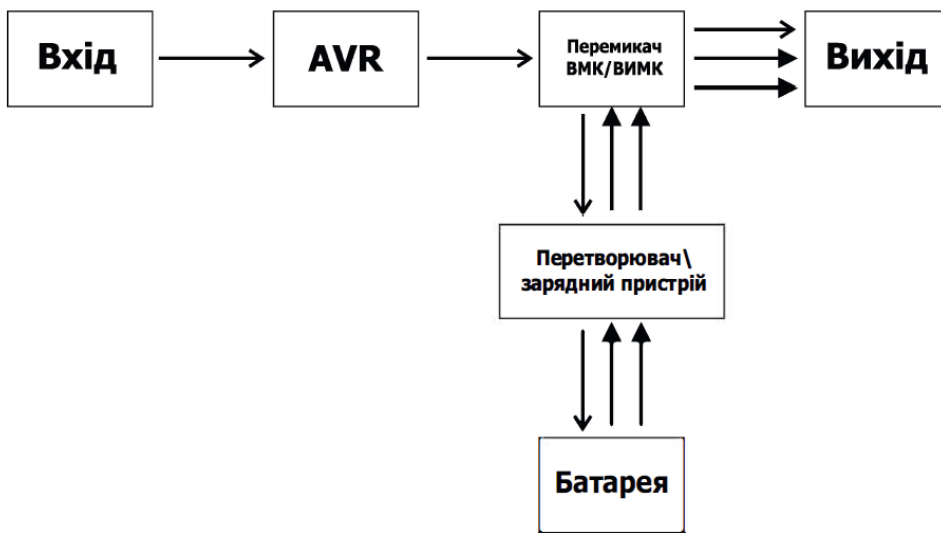 Вхід
AVR
Перемикач
ВМК/ВИМК
Вихід
Перетворювач\
зарядний пристрій
Батарея